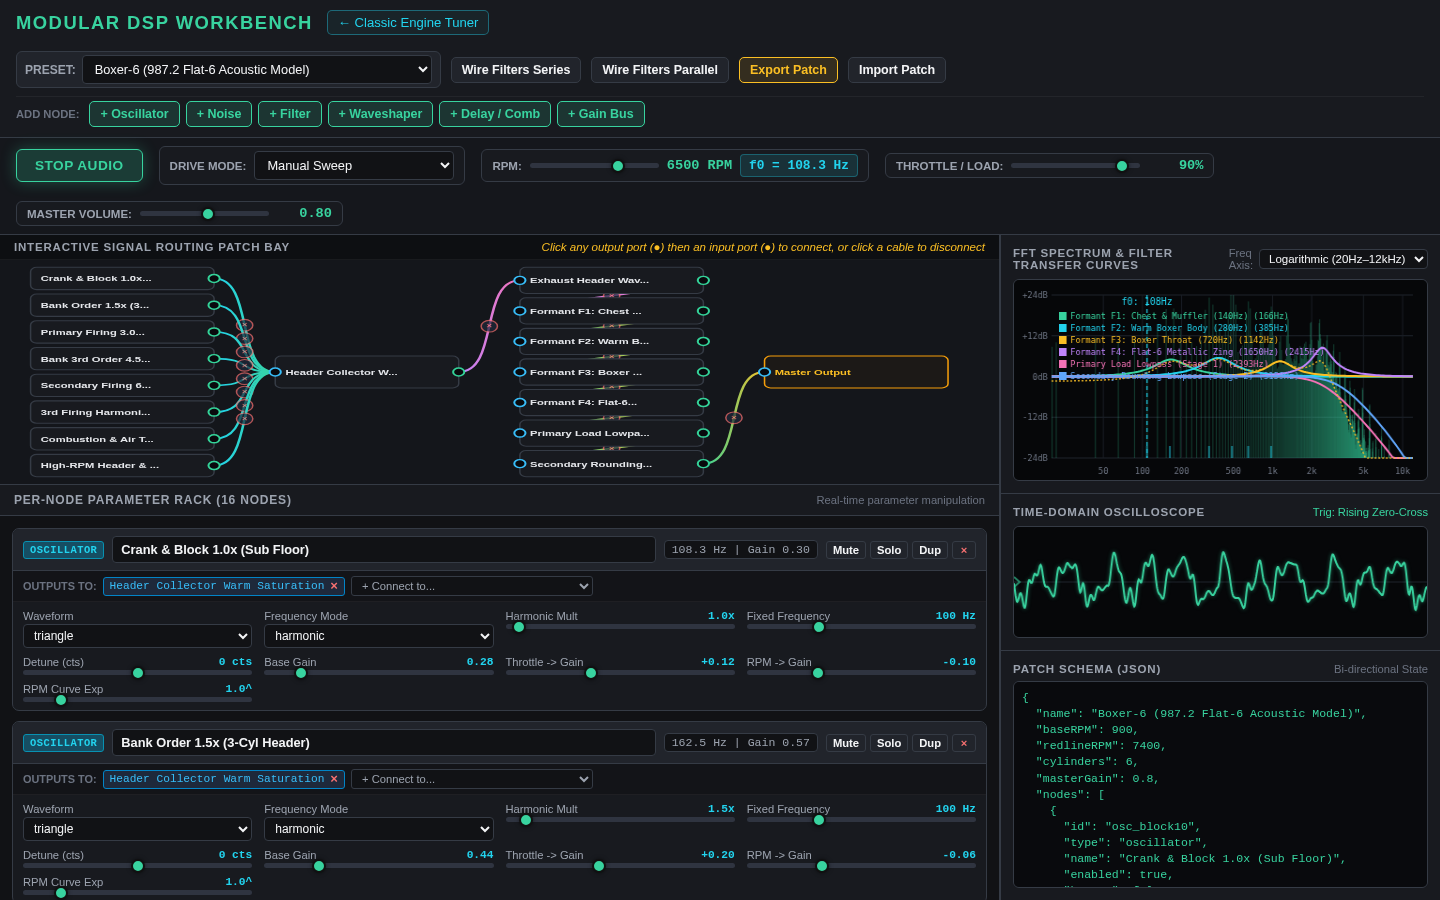 MODULAR DSP WORKBENCH
← Classic Engine Tuner
PRESET: Boxer-6 (987.2 Flat-6 Acoustic Model)
Wire Filters Series
Wire Filters Parallel
Export Patch
Import Patch
ADD NODE:
+ Oscillator
+ Noise
+ Filter
+ Waveshaper
+ Delay / Comb
+ Gain Bus
STOP AUDIO
DRIVE MODE: Manual Sweep
RPM: 6500 RPM f0 = 108.3 Hz
THROTTLE / LOAD: 90%
MASTER VOLUME: 0.80
INTERACTIVE SIGNAL ROUTING PATCH BAY
Click any output port (●) then an input port (●) to connect, or click a cable to disconnect
Crank & Block 1.0x...
Bank Order 1.5x (3...
Primary Firing 3.0...
Bank 3rd Order 4.5...
Secondary Firing 6...
3rd Firing Harmoni...
Combustion & Air T...
High-RPM Header & ...
Header Collector W...
Exhaust Header Wav...
Formant F1: Chest ...
Formant F2: Warm B...
Formant F3: Boxer ...
Formant F4: Flat-6...
Primary Load Lowpa...
Secondary Rounding...
Master Output
FFT SPECTRUM & FILTER TRANSFER CURVES
Freq Axis: Logarithmic (20Hz–12kHz)
+24dB
+12dB
0dB
-12dB
-24dB
f0: 108Hz
Formant F1: Chest & Muffler (140Hz) (166Hz)
Formant F2: Warm Boxer Body (280Hz) (385Hz)
Formant F3: Boxer Throat (720Hz) (1142Hz)
Formant F4: Flat-6 Metallic Zing (1650Hz) (2415Hz)
Primary Load Lowpass (Stage 1) (3393Hz)
50 100 200 500 1k 2k 5k 10k
TIME-DOMAIN OSCILLOSCOPE
Trig: Rising Zero-Cross
PATCH SCHEMA (JSON)
Bi-directional State
{
"name": "Boxer-6 (987.2 Flat-6 Acoustic Model)",
"baseRPM": 900,
"redlineRPM": 7400,
"cylinders": 6,
"masterGain": 0.8,
"nodes": [
{
"id": "osc_block10",
"type": "oscillator",
"name": "Crank & Block 1.0x (Sub Floor)",
"enabled": true,
PER-NODE PARAMETER RACK (16 NODES)
Real-time parameter manipulation
OSCILLATOR
Crank & Block 1.0x (Sub Floor)
108.3 Hz | Gain 0.30
Mute
Solo
Dup
×
OUTPUTS TO: Header Collector Warm Saturation × + Connect to...
Waveform
triangle
Frequency Mode
harmonic
Harmonic Mult 1.0x
Fixed Frequency 100 Hz
Detune (cts) 0 cts
Base Gain 0.28
Throttle -> Gain +0.12
RPM -> Gain -0.10
RPM Curve Exp 1.0^
OSCILLATOR
Bank Order 1.5x (3-Cyl Header)
162.5 Hz | Gain 0.57
Mute
Solo
Dup
×
OUTPUTS TO: Header Collector Warm Saturation × + Connect to...
Waveform
triangle
Frequency Mode
harmonic
Harmonic Mult 1.5x
Fixed Frequency 100 Hz
Detune (cts) 0 cts
Base Gain 0.44
Throttle -> Gain +0.20
RPM -> Gain -0.06
RPM Curve Exp 1.0^